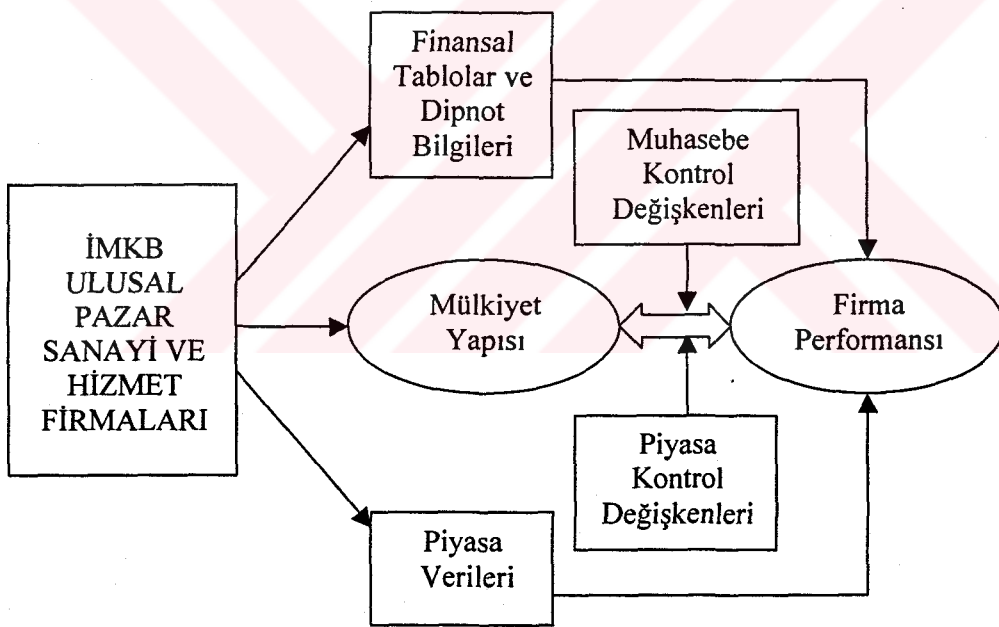 Finansal
Tablolar ve
Dipnot
Bilgileri
Muhasebe
Kontrol
Değişkenleri
İMKB
ULUSAL
PAZAR
SANAYİ VE
HİZMET
FİRMALARI
Mülkiyet
Yapısı
Firma
Performansı
Piyasa
Kontrol
Değişkenleri
Piyasa
Verileri